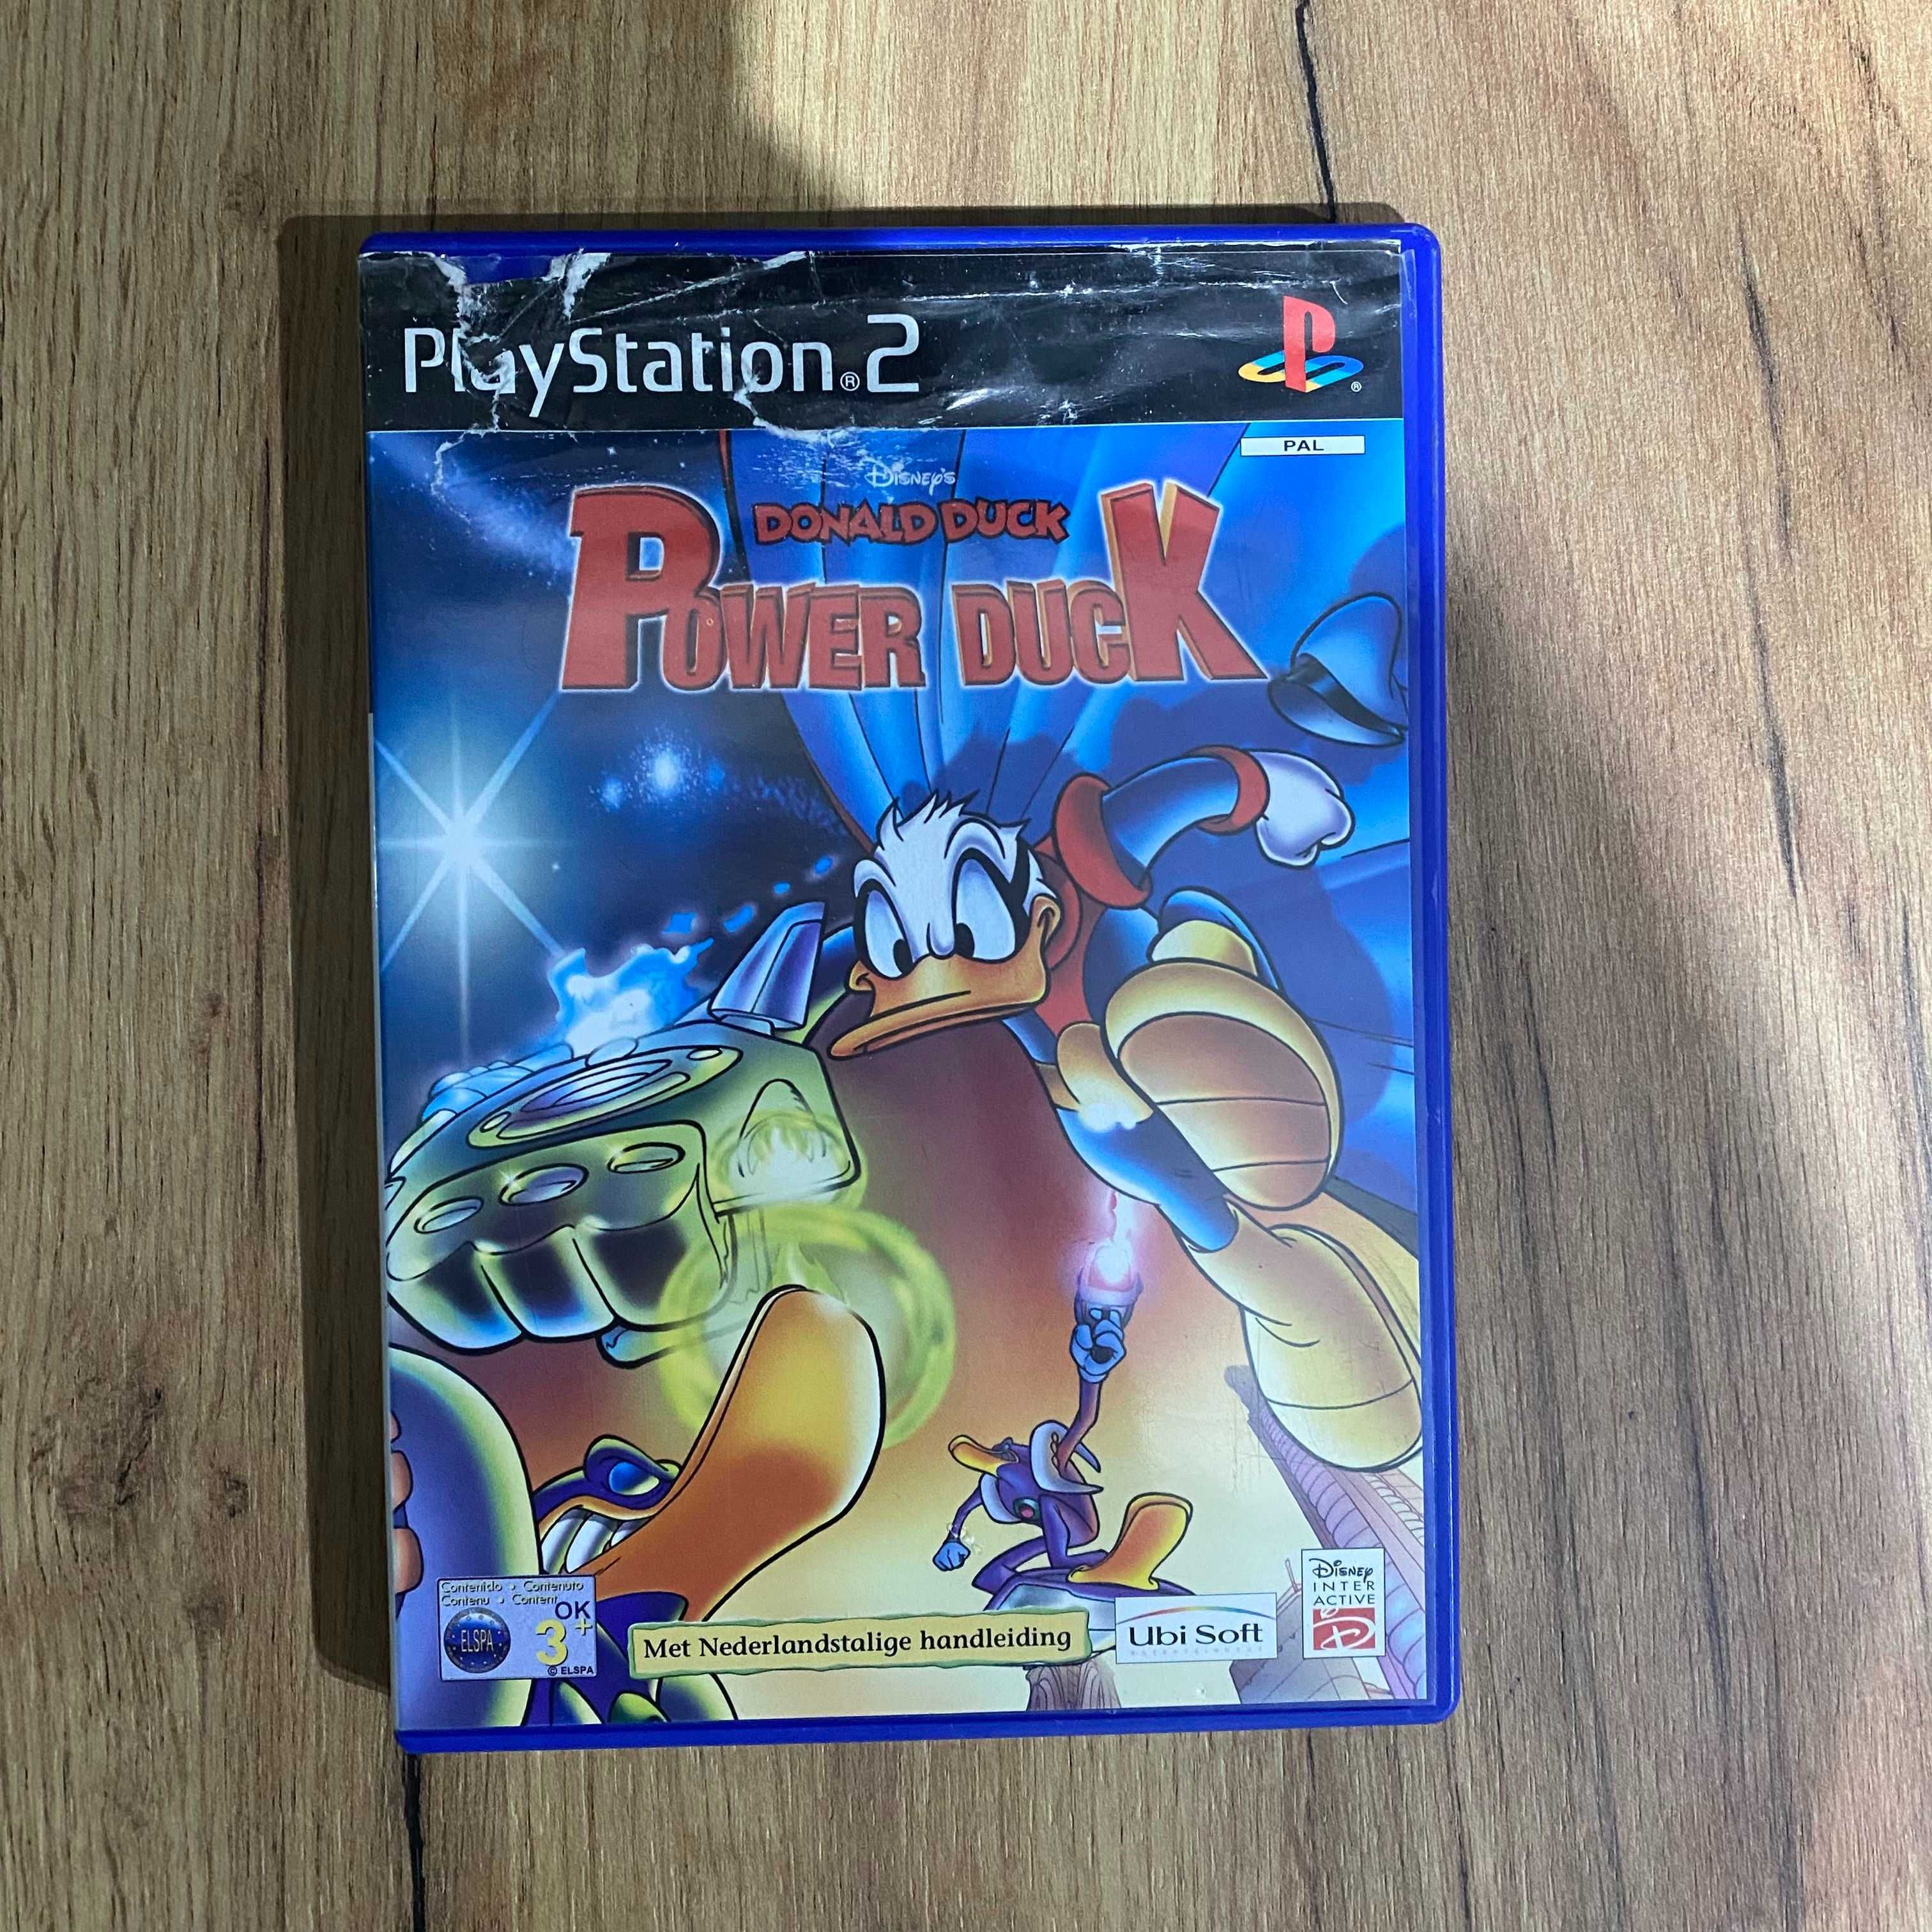 PlayStation®2
PAL
Disney's
DONALD DUCK
POWER DUCK
Contenido • Contenuto
Contenu • Content
OK
3+
ELSPA
© ELSPA
Met Nederlandstalige handleiding
Ubi Soft
ENTERTAINMENT
Disney
INTER
ACTIVE